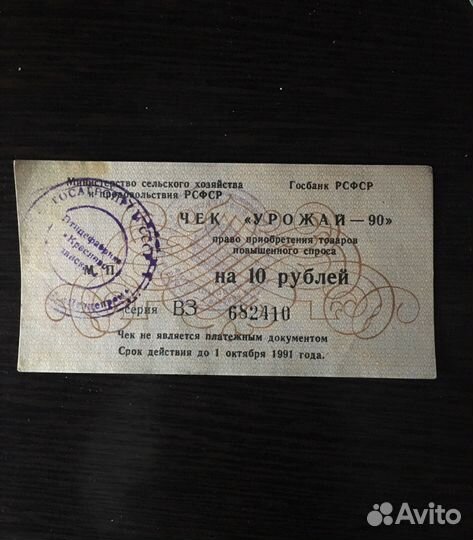 Министерство сельского хозяйства
и продовольствия РСФСР
Госбанк РСФСР
ЧЕК «УРОЖАЙ—90»
право приобретения товаров
повышенного спроса
на 10 рублей
М. П.
серия ВЗ 682410
Чек не является платежным документом
Срок действия до 1 октября 1991 года.
Птицефабрика
Avito